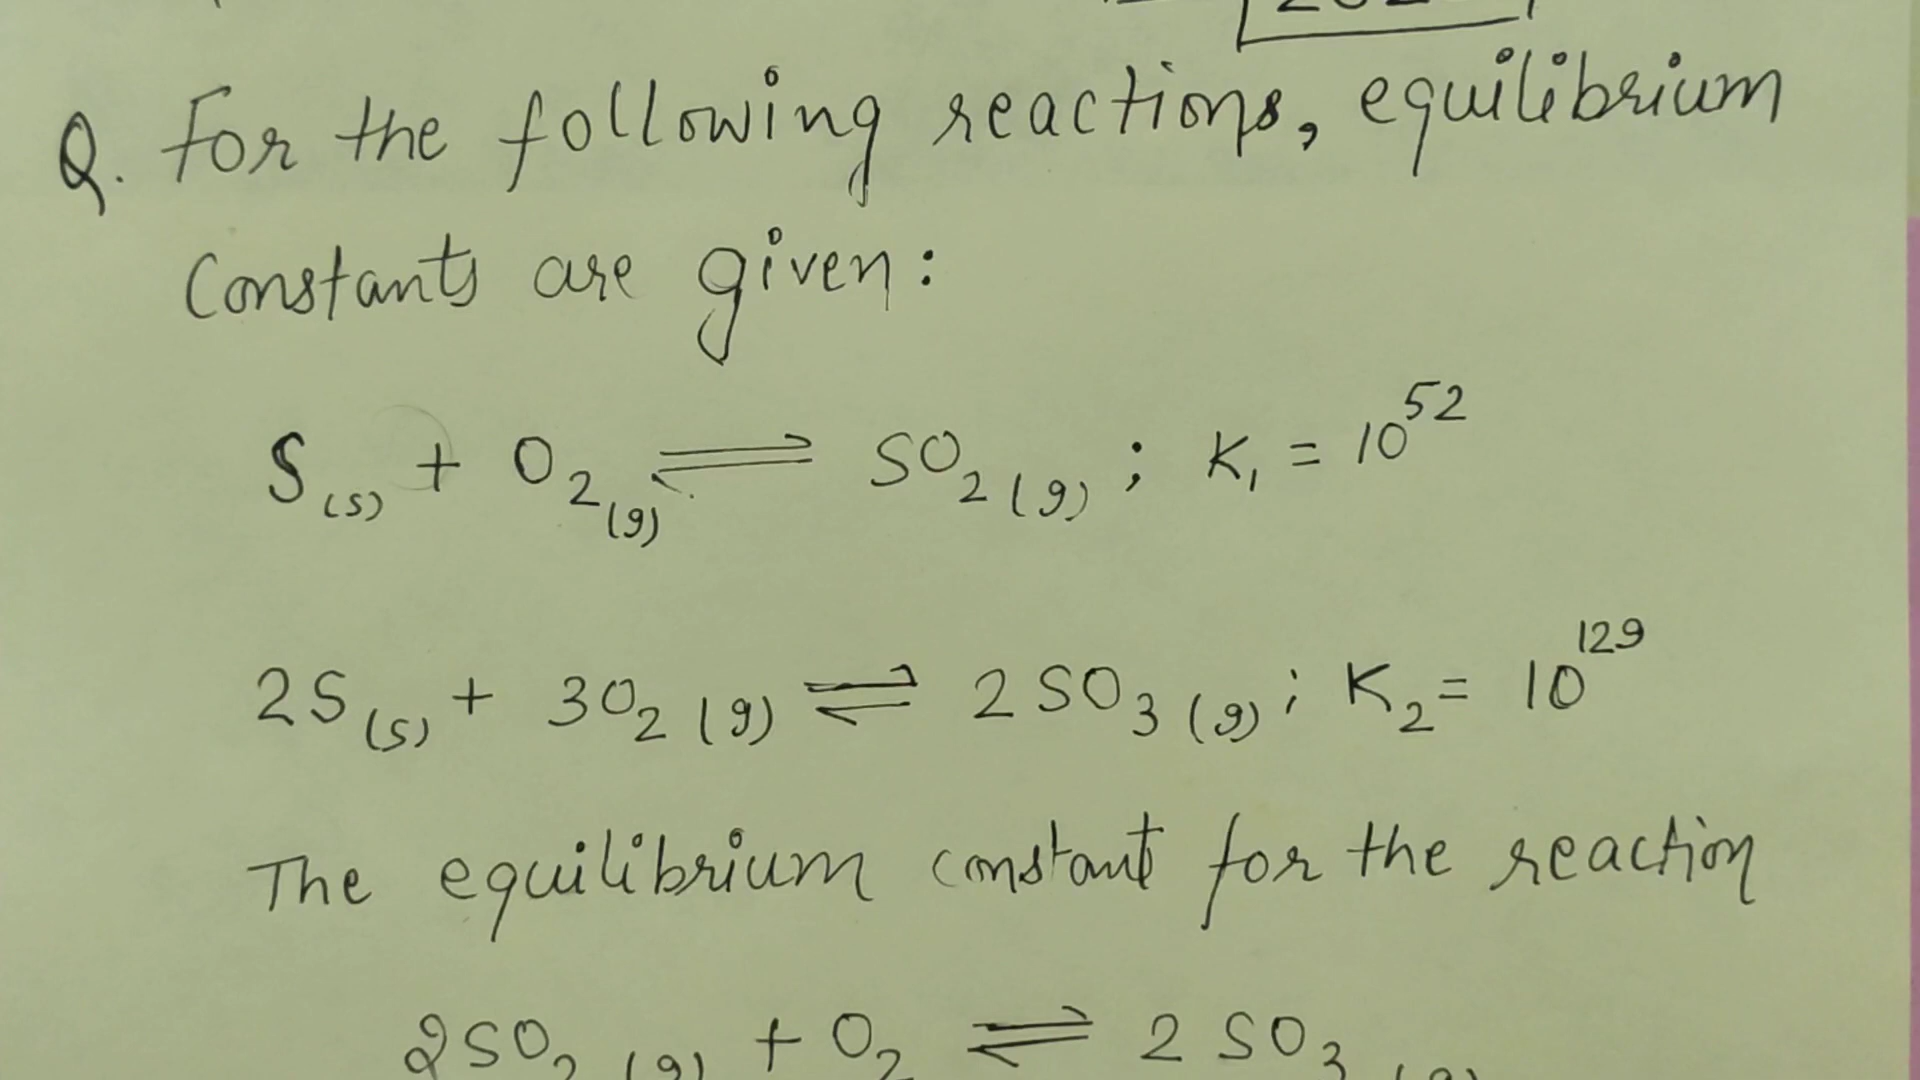 Q. For the following reactions, equilibrium
Constants are given:
S(s) + O2(g) ⇌ SO2(g) ; K1 = 10^52
2S(s) + 3O2(g) ⇌ 2SO3(g) ; K2 = 10^129
The equilibrium constant for the reaction
2SO2(g) + O2 ⇌ 2SO3(g)